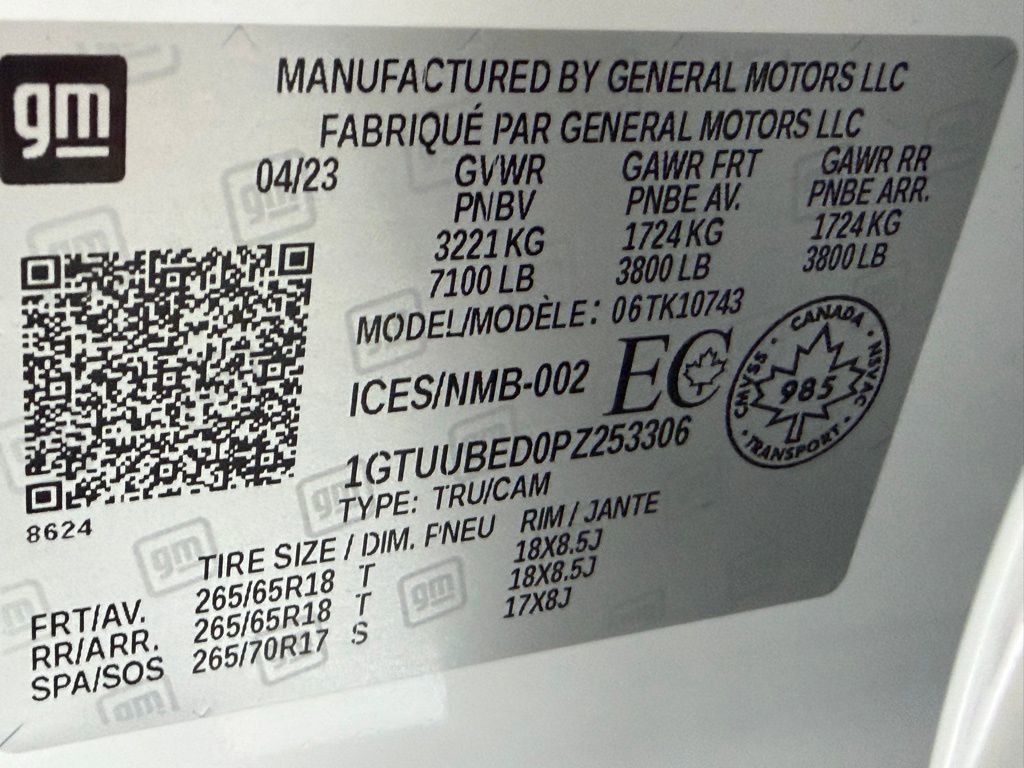 gm
MANUFACTURED BY GENERAL MOTORS LLC
FABRIQUÉ PAR GENERAL MOTORS LLC
04/23 GVWR GAWR FRT GAWR RR
PNBV PNBE AV. PNBE ARR.
3221 KG 1724 KG 1724 KG
7100 LB 3800 LB 3800 LB
MODEL/MODÈLE: 06TK10743
ICES/NMB-002 EC
CANADA
CMVSS 985 NSVAC
TRANSPORT
1GTUUBED0PZ253306
TYPE: TRU/CAM
8624
TIRE SIZE / DIM. PNEU RIM / JANTE
FRT/AV. 265/65R18 T 18X8.5J
RR/ARR. 265/65R18 T 18X8.5J
SPA/SOS 265/70R17 S 17X8J